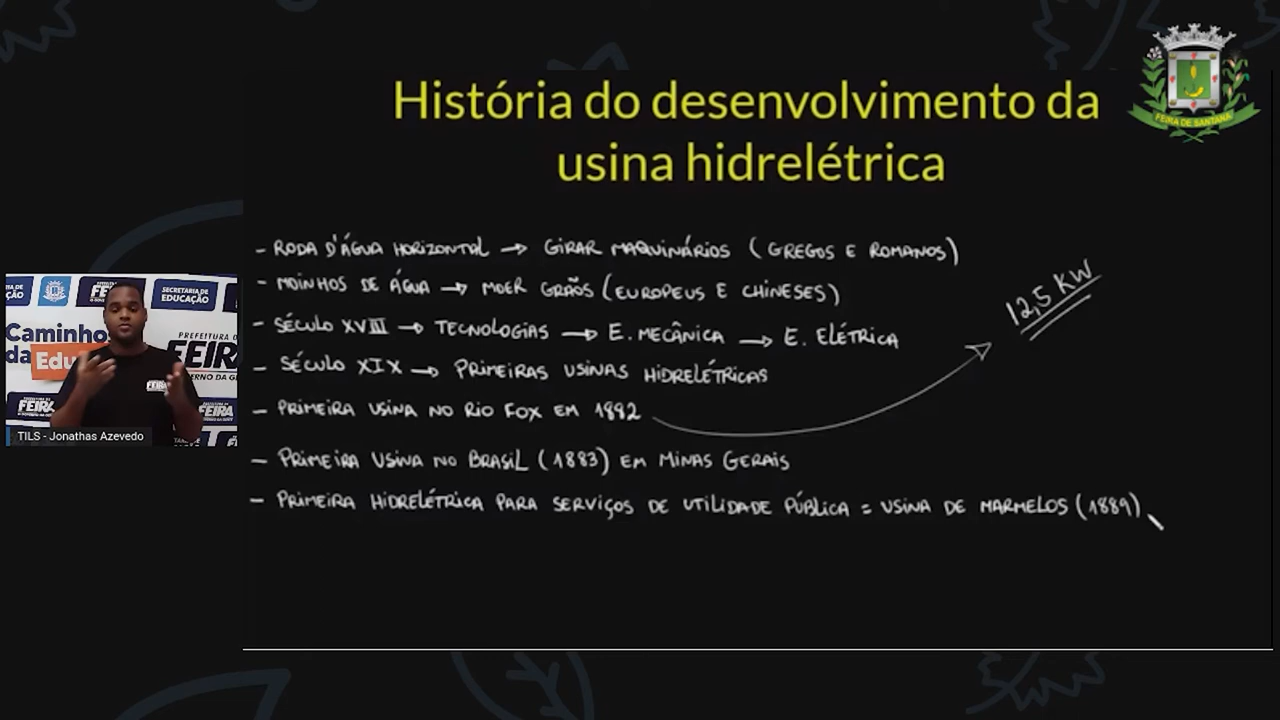 História do desenvolvimento da
usina hidrelétrica
FEIRA DE SANTANA
- RODA D'ÁGUA HORIZONTAL → GIRAR MAQUINÁRIOS (GREGOS E ROMANOS)
- MOINHOS DE ÁGUA → MOER GRÃOS (EUROPEUS E CHINESES)
- SÉCULO XVIII → TECNOLOGIAS → E. MECÂNICA → E. ELÉTRICA
- SÉCULO XIX → PRIMEIRAS USINAS HIDRELÉTRICAS
- PRIMEIRA USINA NO RIO FOX EM 1882
12,5 KW
- PRIMEIRA USINA NO BRASIL (1883) EM MINAS GERAIS
- PRIMEIRA HIDRELÉTRICA PARA SERVIÇOS DE UTILIDADE PÚBLICA = USINA DE MARMELOS (1889)
SECRETARIA DE
EDUCAÇÃO
Caminhos
da Edu
PREFEITURA DE
FEIRA
FEIRA
FEIRA
TILS - Jonathas Azevedo